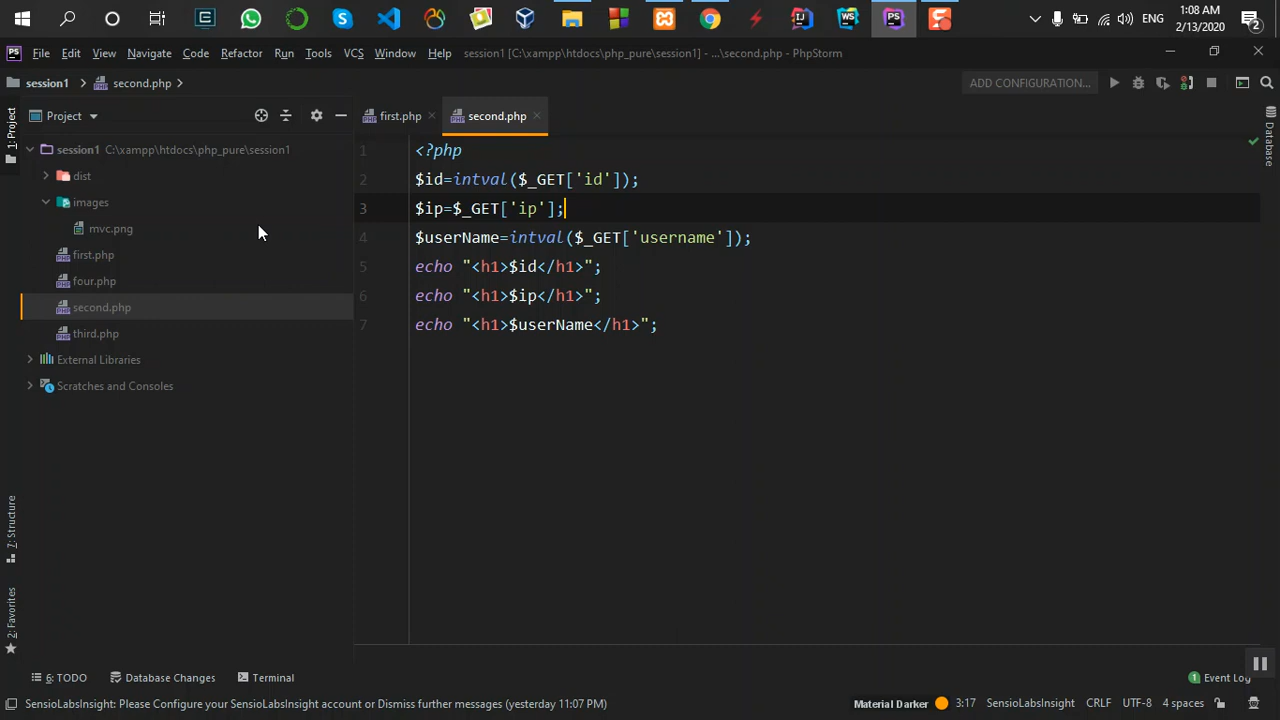 1:08 AM
ENG
2/13/2020
2
PS File Edit View Navigate Code Refactor Run Tools VCS Window Help session1 [C:\xampp\htdocs\php_pure\session1] - ...\second.php - PhpStorm
session1 second.php ADD CONFIGURATION...
1: Project
Project
first.php second.php
Database
session1 C:\xampp\htdocs\php_pure\session1
dist
images
mvc.png
first.php
four.php
second.php
third.php
External Libraries
Scratches and Consoles
1 <?php
2 $id=intval($_GET['id']);
3 $ip=$_GET['ip'];
4 $userName=intval($_GET['username']);
5 echo "<h1>$id</h1>";
6 echo "<h1>$ip</h1>";
7 echo "<h1>$userName</h1>";
7: Structure
2: Favorites
6: TODO Database Changes Terminal 1 Event Log
SensioLabsInsight: Please Configure your SensioLabsInsight account or Dismiss further messages (yesterday 11:07 PM) Material Darker 3:17 SensioLabsInsight CRLF UTF-8 4 spaces